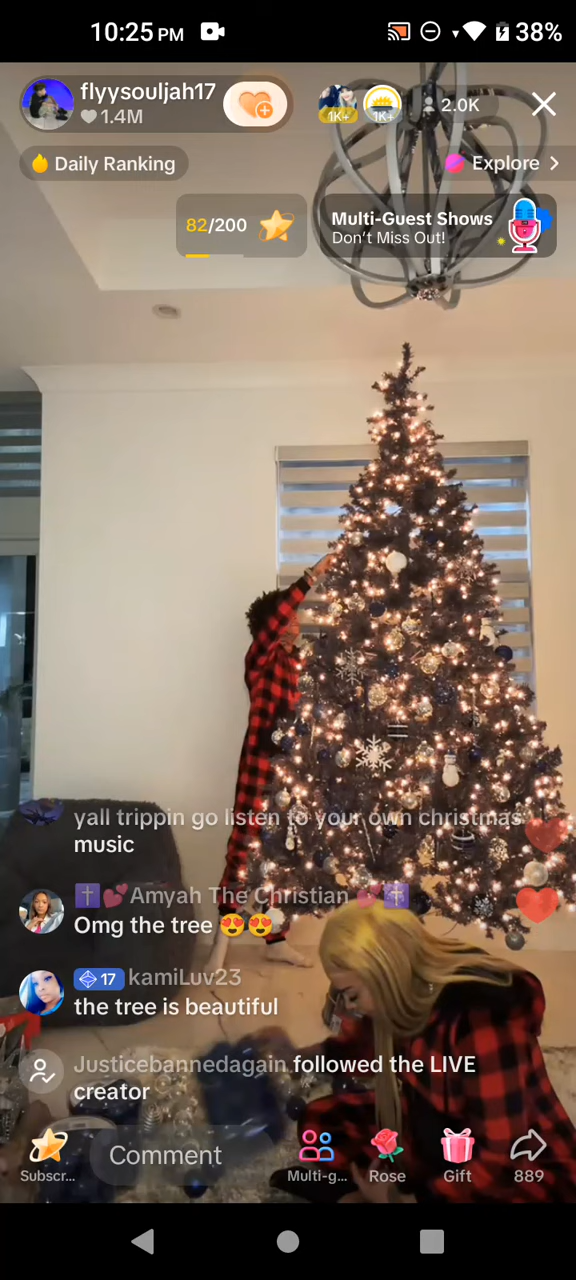 10:25 PM
38%
flyysouljah17
1.4M
1K+
1K+
2.0K
Daily Ranking
Explore
82/200
Multi-Guest Shows
Don't Miss Out!
yall trippin go listen to your own christmas
music
Amyah The Christian
Omg the tree 😍😍
17 kamiLuv23
the tree is beautiful
Justicebannedagain followed the LIVE
creator
Comment
Subscr...
Multi-g...
Rose
Gift
889